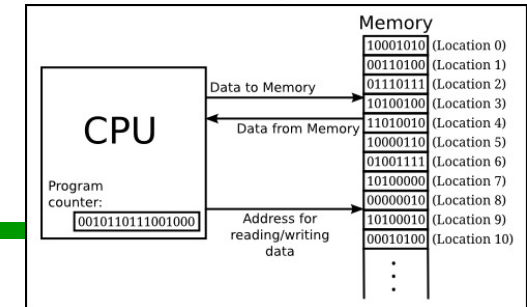 Memory
10001010 (Location 0)
00110100 (Location 1)
01110111 (Location 2)
10100100 (Location 3)
11010010 (Location 4)
10000110 (Location 5)
01001111 (Location 6)
10100000 (Location 7)
00000010 (Location 8)
10100010 (Location 9)
00010100 (Location 10)
Data to Memory
Data from Memory
CPU
Program
counter:
0010110111001000
Address for
reading/writing
data